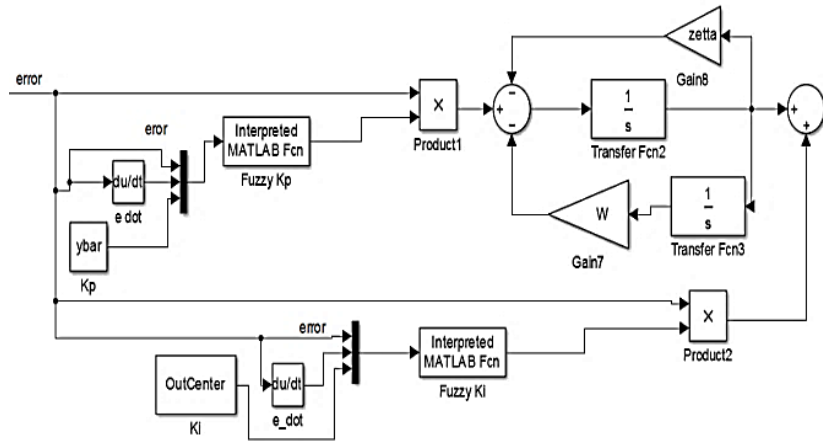 zetta
Gain8
error
×
Product1
+
−
−
1
s
Transfer Fcn2
+
+
eror
Interpreted
MATLAB Fcn
Fuzzy Kp
du/dt
e dot
ybar
Kp
W
Gain7
1
s
Transfer Fcn3
×
Product2
error
Interpreted
MATLAB Fcn
Fuzzy Ki
du/dt
e_dot
OutCenter
KI